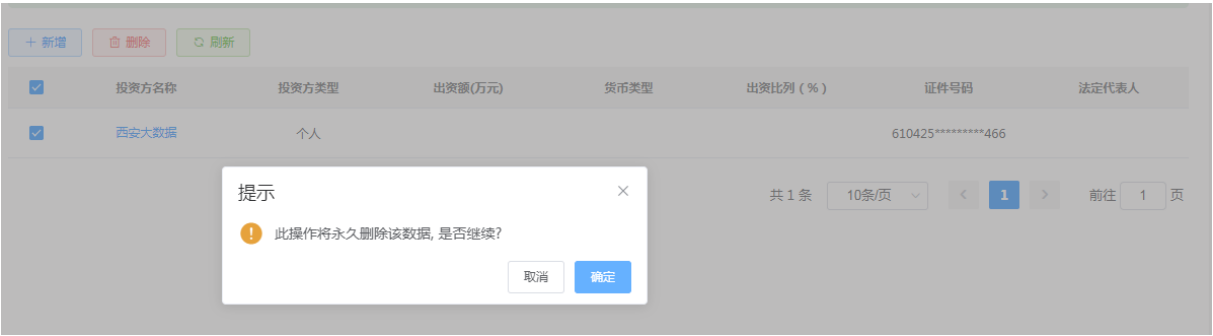 新增 删除 刷新
投资方名称 投资方类型 出资额(万元) 货币类型 出资比列(%) 证件号码 法定代表人
西安大数据 个人 610425*********466
共 1 条 10条/页 1 前往 1 页
提示
此操作将永久删除该数据, 是否继续?
取消 确定